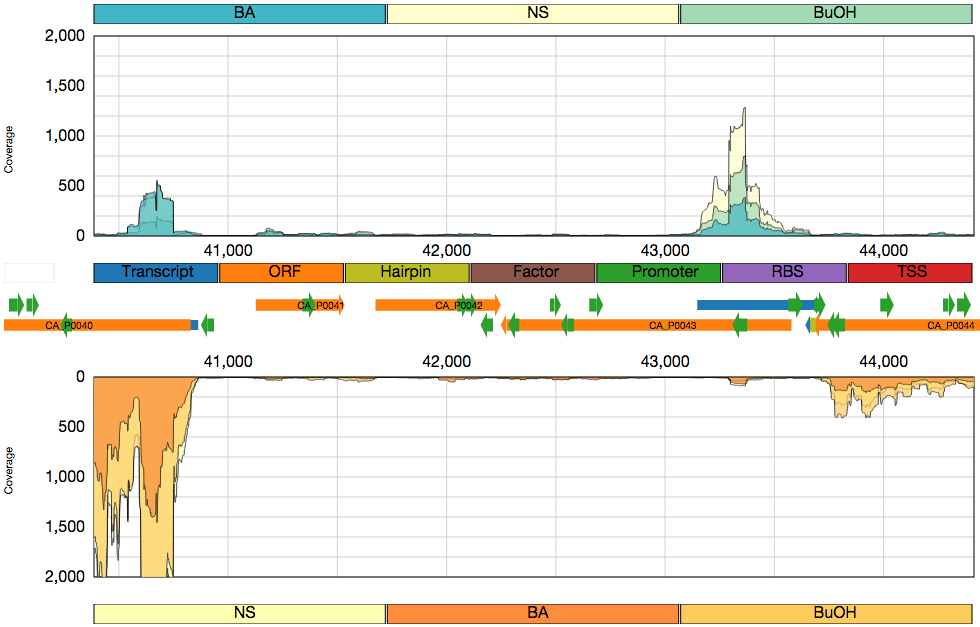 BA NS BuOH
2,000
1,500
1,000
500
0
Coverage
41,000 42,000 43,000 44,000
Transcript ORF Hairpin Factor Promoter RBS TSS
CA_P0041 CA_P0042
CA_P0040 CA_P0043 CA_P0044
41,000 42,000 43,000 44,000
0
500
1,000
1,500
2,000
Coverage
NS BA BuOH